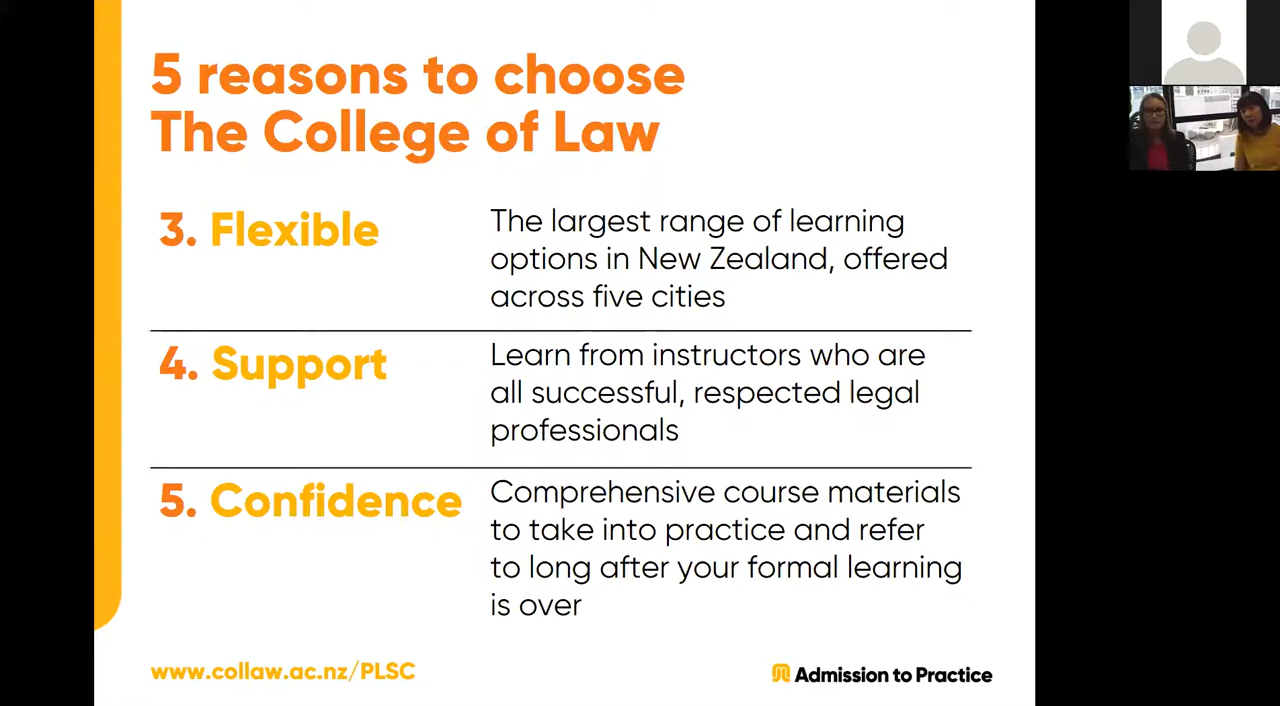 5 reasons to choose
The College of Law
3. Flexible
The largest range of learning
options in New Zealand, offered
across five cities
4. Support
Learn from instructors who are
all successful, respected legal
professionals
5. Confidence
Comprehensive course materials
to take into practice and refer
to long after your formal learning
is over
www.collaw.ac.nz/PLSC
Admission to Practice